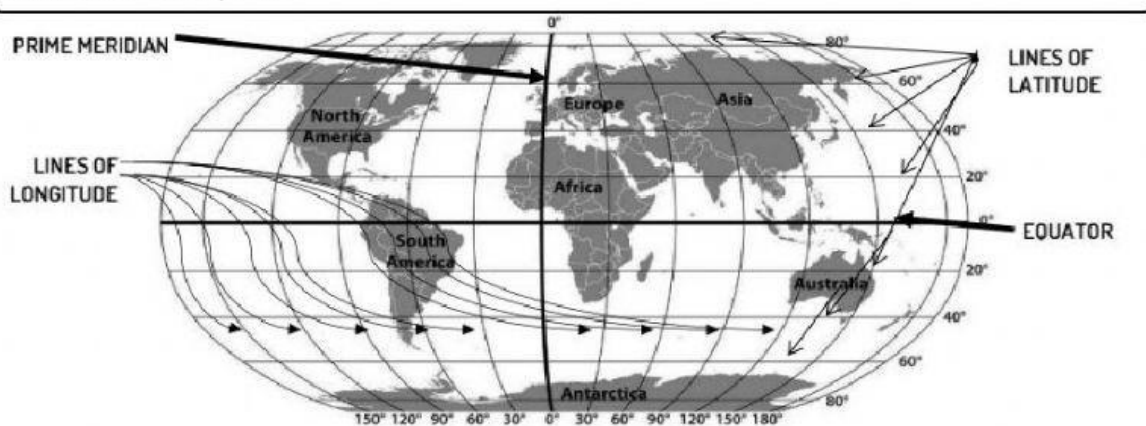 0°
PRIME MERIDIAN
80°
LINES OF
LATITUDE
60°
Europe
Asia
North
America
40°
LINES OF
LONGITUDE
20°
Africa
0°
EQUATOR
South
America
20°
Australia
40°
60°
Antarctica
80°
150° 120° 90° 60° 30° 0° 30° 60° 90° 120° 150° 180°